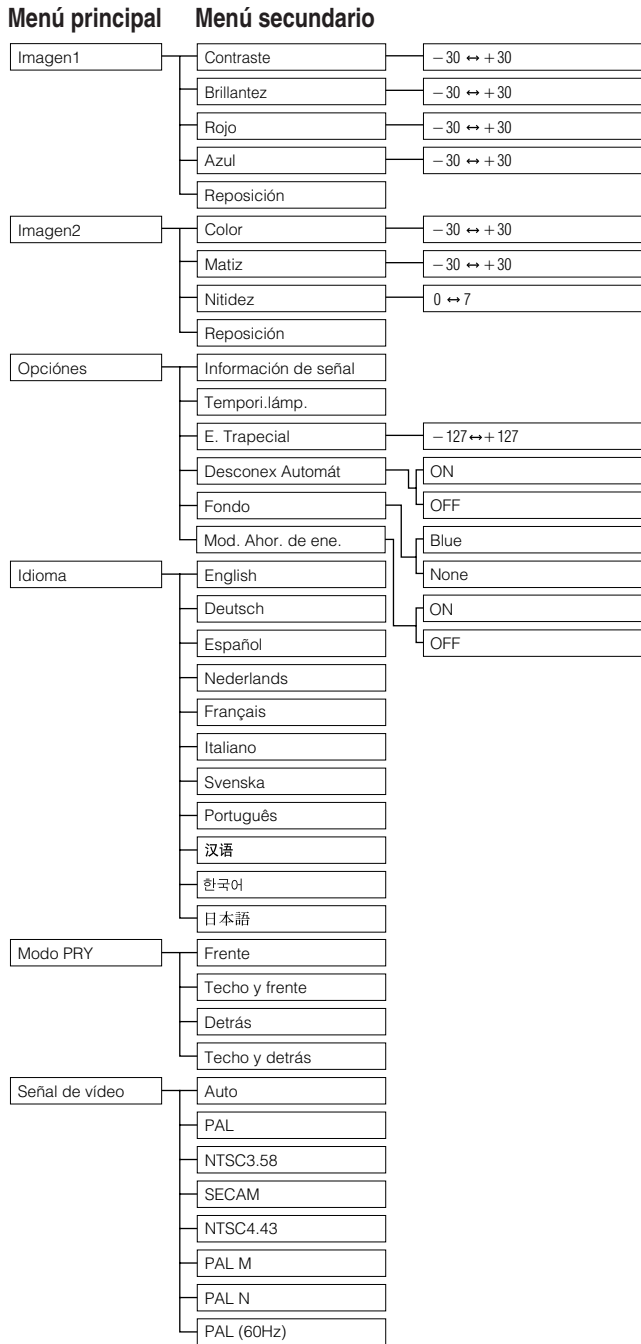 Menú principal Menú secundario
Imagen1 Contraste −30 ↔ +30
Brillantez −30 ↔ +30
Rojo −30 ↔ +30
Azul −30 ↔ +30
Reposición
Imagen2 Color −30 ↔ +30
Matiz −30 ↔ +30
Nitidez 0 ↔ 7
Reposición
Opciónes Información de señal
Tempori.lámp.
E. Trapecial −127↔+127
Desconex Automát ON
Fondo OFF
Mod. Ahor. de ene. Blue
Idioma English None
Deutsch ON
Español OFF
Nederlands
Français
Italiano
Svenska
Português
汉语
한국어
日本語
Modo PRY Frente
Techo y frente
Detrás
Techo y detrás
Señal de vídeo Auto
PAL
NTSC3.58
SECAM
NTSC4.43
PAL M
PAL N
PAL (60Hz)